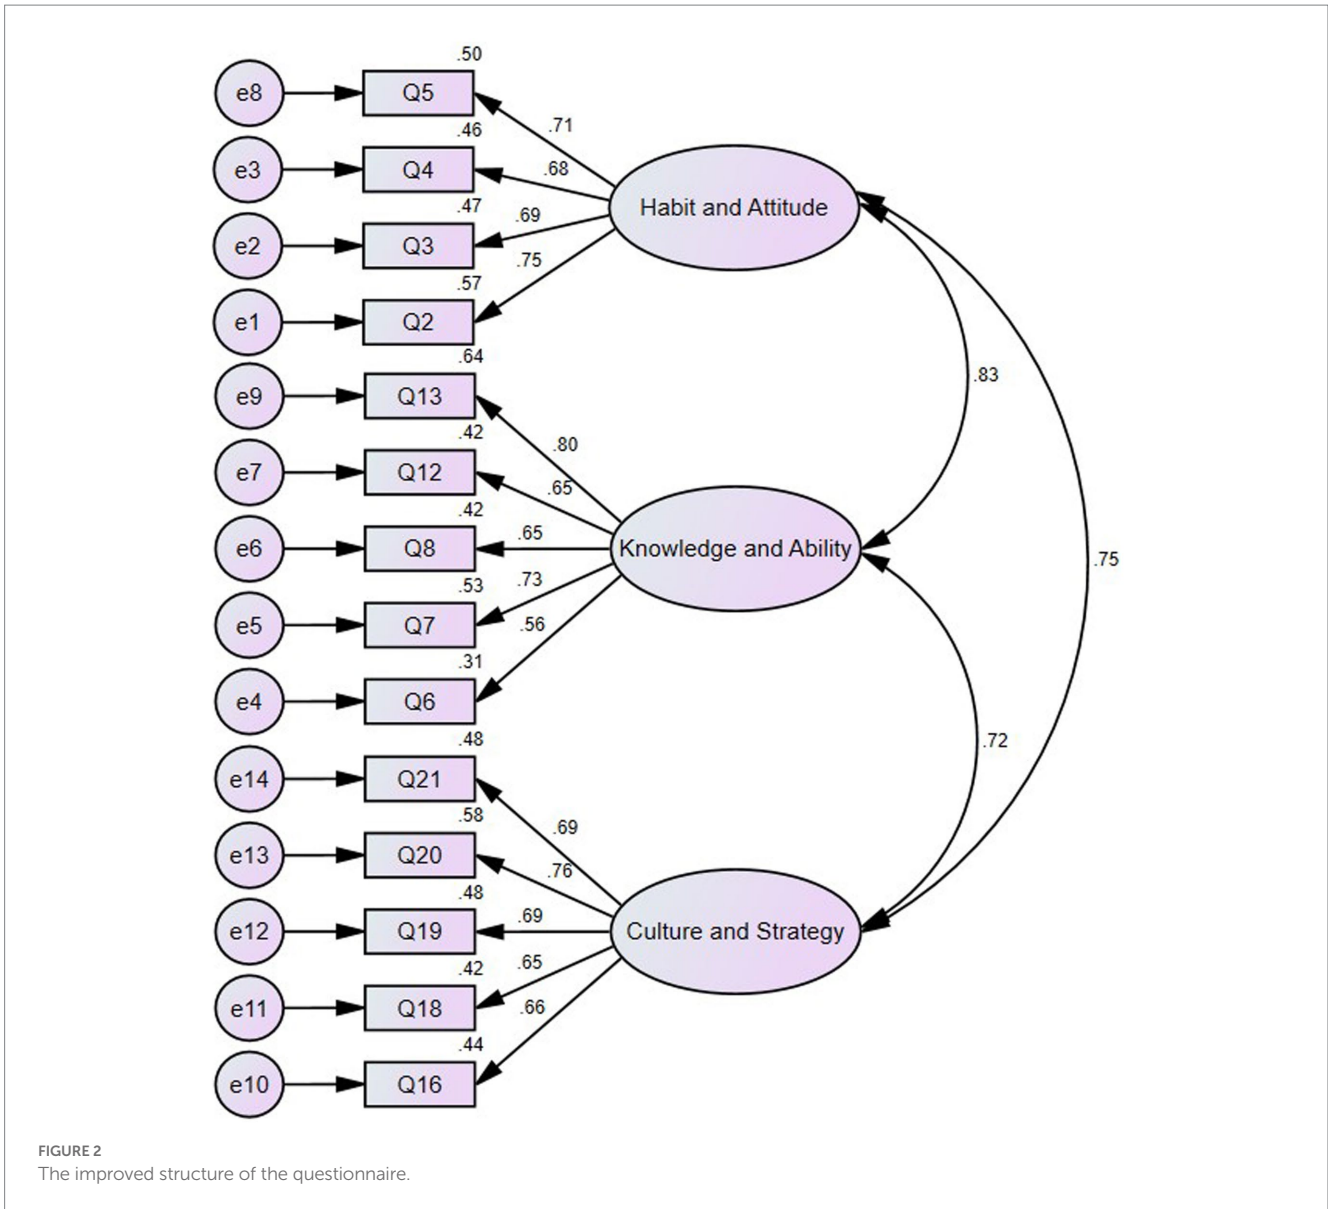 .50
e8 Q5
.71
.46
e3 Q4
.68
.47
Habit and Attitude
.69
e2 Q3
.75
.57
e1 Q2
.64
.83
e9 Q13
.80
.42
e7 Q12
.65
.42
.65
e6 Q8
Knowledge and Ability
.75
.73
.53
e5 Q7
.56
.31
e4 Q6
.48
.72
e14 Q21
.69
.58
e13 Q20
.76
.48
.69
e12 Q19
Culture and Strategy
.65
.42
e11 Q18
.66
.44
e10 Q16
FIGURE 2
The improved structure of the questionnaire.